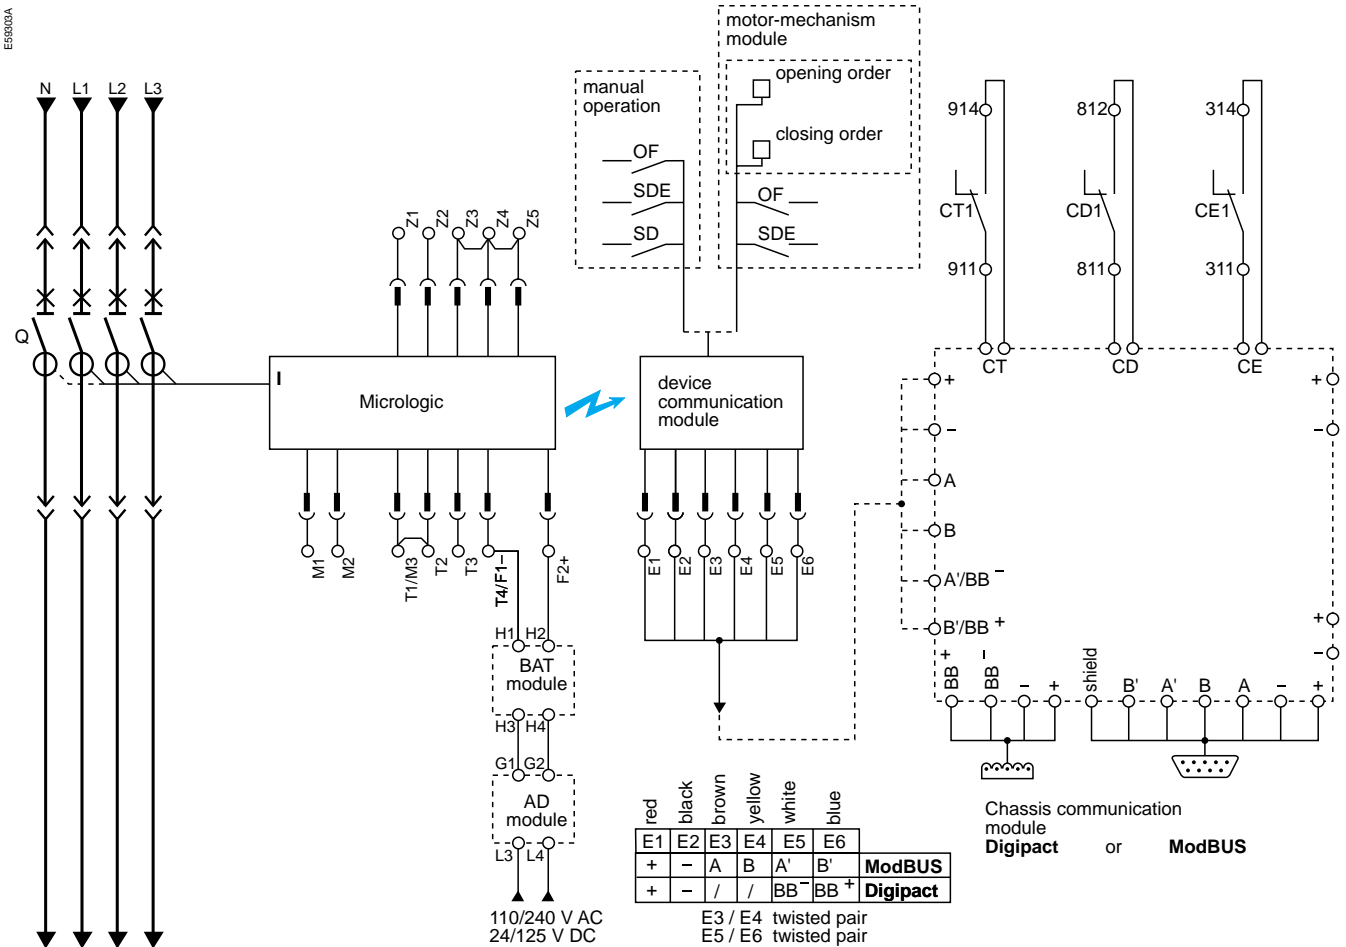 E59303A
N L1 L2 L3
Q
Z1 Z2 Z3 Z4 Z5
I
Micrologic
M1 M2 T1/M3 T2 T3 T4/F1– F2+
H1 H2
BAT
module
H3 H4
G1 G2
AD
module
L3 L4
110/240 V AC
24/125 V DC
manual
operation
OF
SDE
SD
motor-mechanism
module
opening order
closing order
OF
SDE
device
communication
module
E1 E2 E3 E4 E5 E6
914 812 314
CT1 CD1 CE1
911 811 311
CT CD CE
+ +
– –
A
B
A'/BB –
B'/BB +
+
–
BB + BB – – + shield B' A' B A – +
Chassis communication
module
Digipact or ModBUS
red black brown yellow white blue
E1 E2 E3 E4 E5 E6
+ – A B A' B' ModBUS
+ – / / BB – BB + Digipact
E3 / E4 twisted pair
E5 / E6 twisted pair